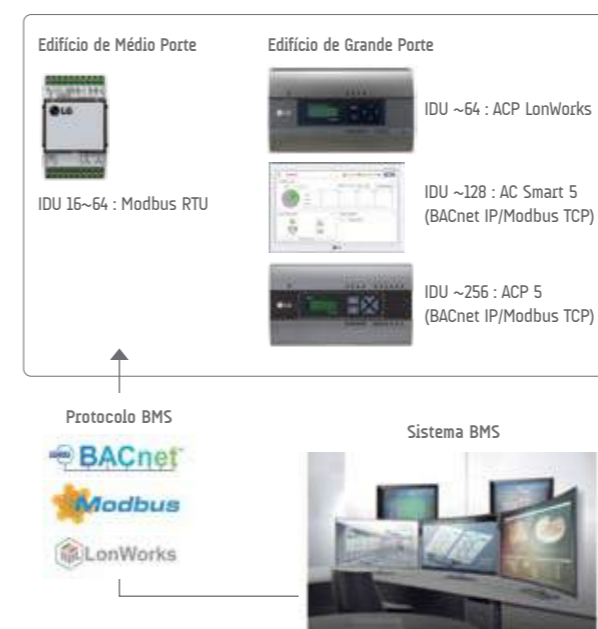 Edifício de Médio Porte
Edifício de Grande Porte
LG
IDU 16~64 : Modbus RTU
IDU ~64 : ACP LonWorks
IDU ~128 : AC Smart 5
(BACnet IP/Modbus TCP)
IDU ~256 : ACP 5
(BACnet IP/Modbus TCP)
Protocolo BMS
BACnet
Modbus
LonWorks
Sistema BMS